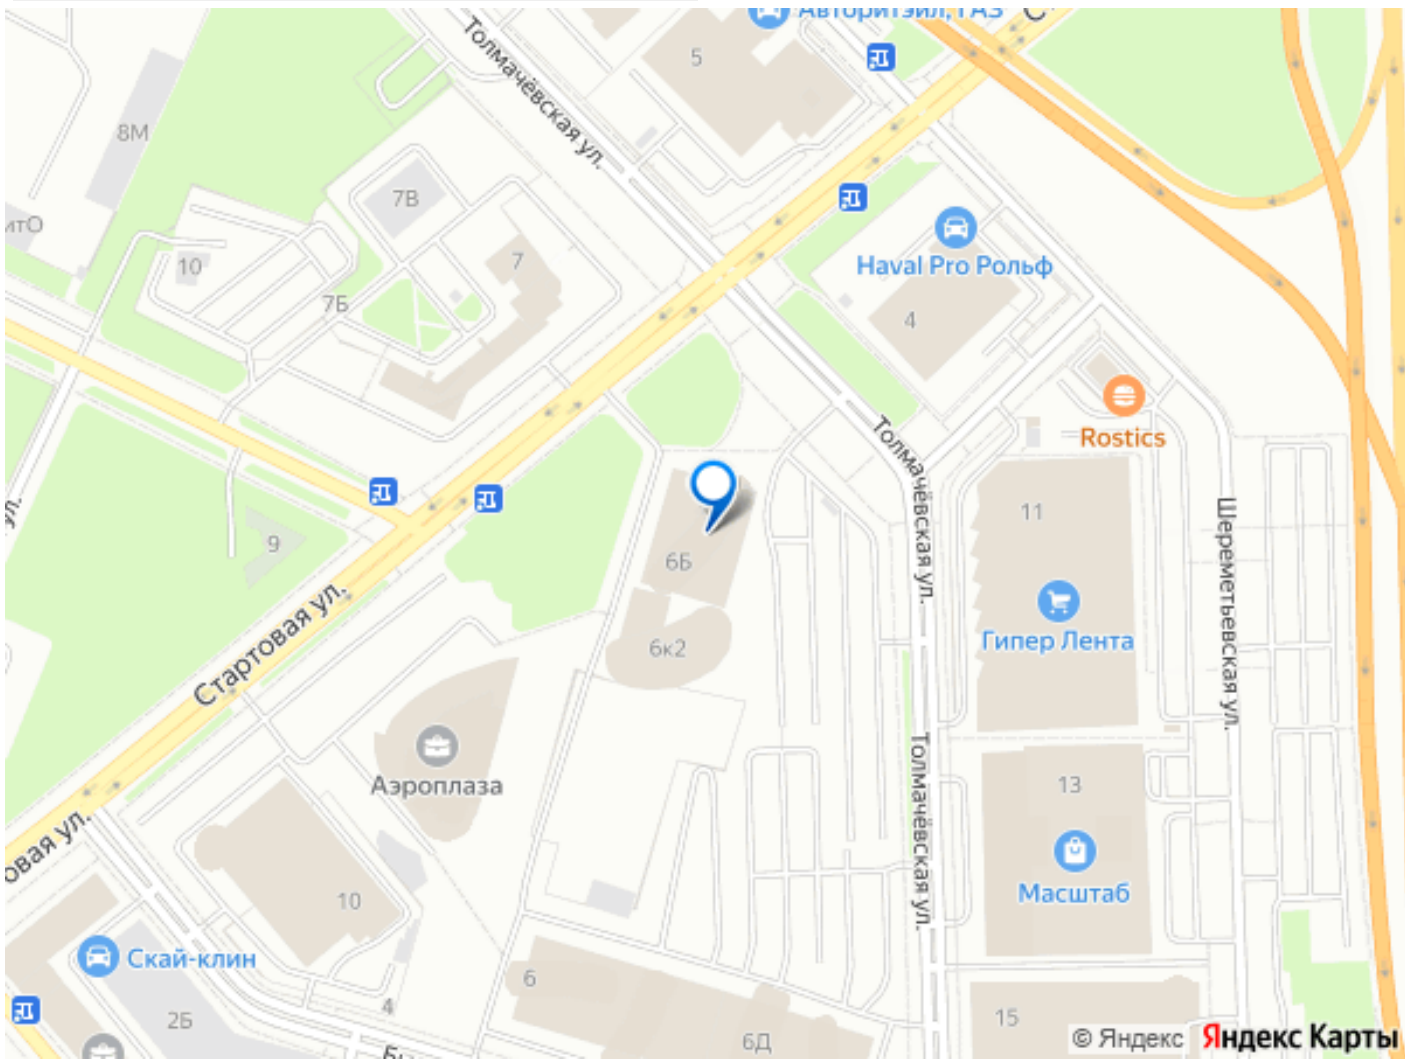 Авторитэйл, ГАЗ
Толмачёвская ул.
5
8М
7В
10
7
7Б
Haval Pro Рольф
4
Rostics
Толмачёвская ул.
11
6Б
9
Гипер Лента
Шереметьевская ул.
6к2
Стартовая ул.
Аэроплаза
Толмачёвская ул.
13
Масштаб
10
Скай-клин
6
4
2Б
15
6Д
© Яндекс
Яндекс Карты